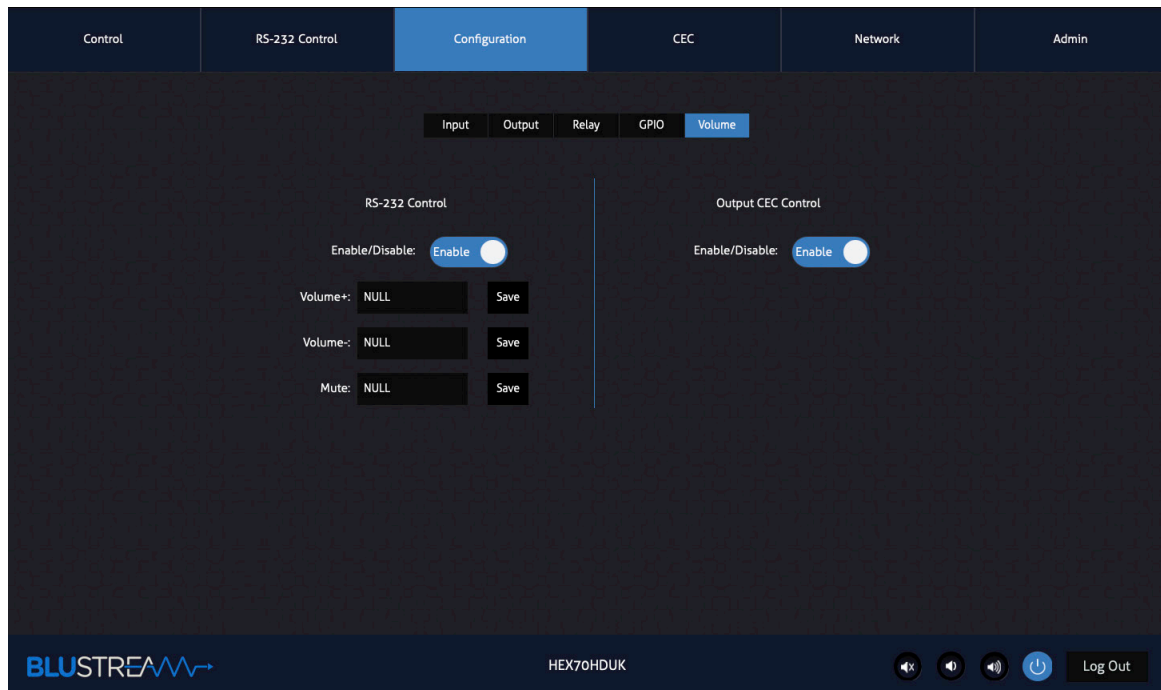 Control RS-232 Control Configuration CEC Network Admin
Input Output Relay GPIO Volume
RS-232 Control
Enable/Disable: Enable
Volume+: NULL Save
Volume-: NULL Save
Mute: NULL Save
Output CEC Control
Enable/Disable: Enable
BLUSTREAM HEX70HDUK Log Out